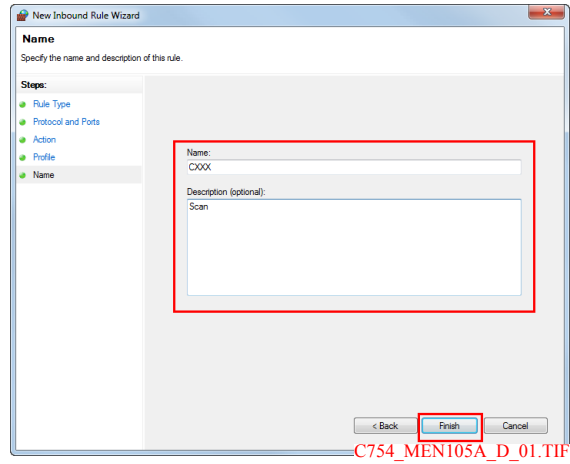 New Inbound Rule Wizard
Name
Specify the name and description of this rule.
Steps:
Rule Type
Protocol and Ports
Action
Profile
Name
Name:
CXXX
Description (optional):
Scan
< Back Finish Cancel
C754_MEN105A_D_01.TIF